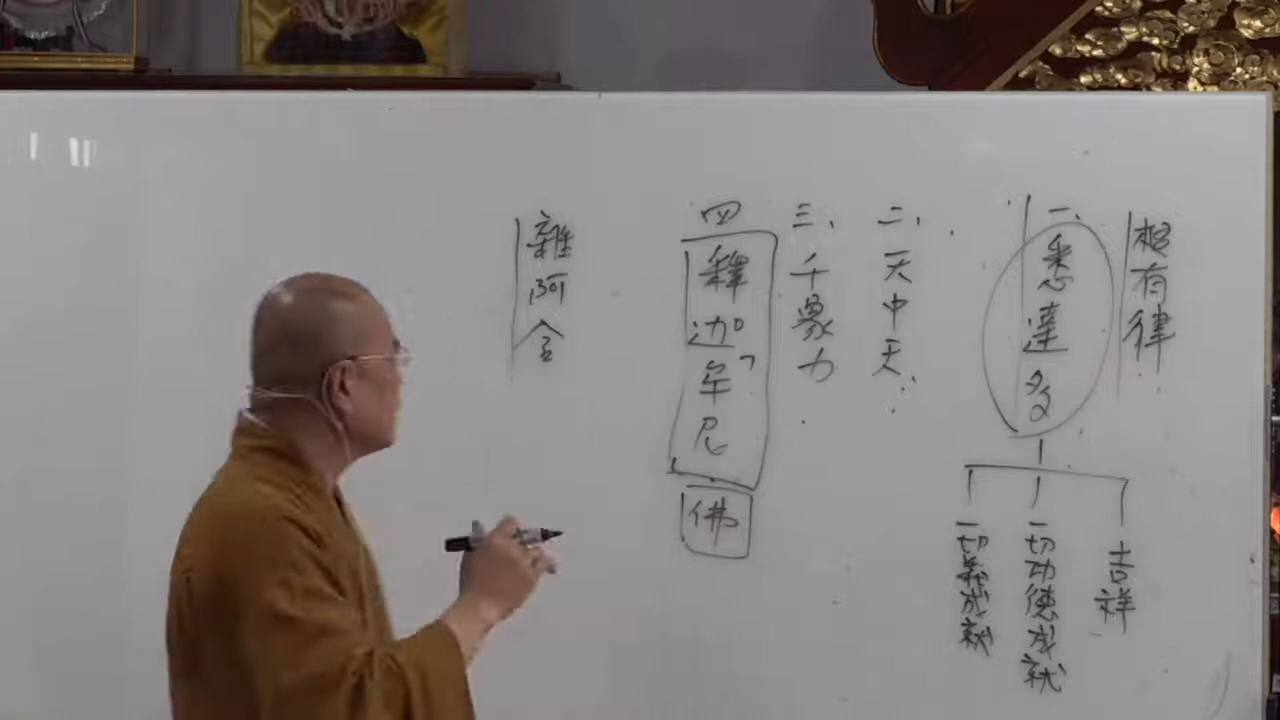 根有律
一、悉達多
吉祥
一切功德成就
一切義成就
二、天中天
三、千象力
四釋迦牟尼
佛
雜阿含